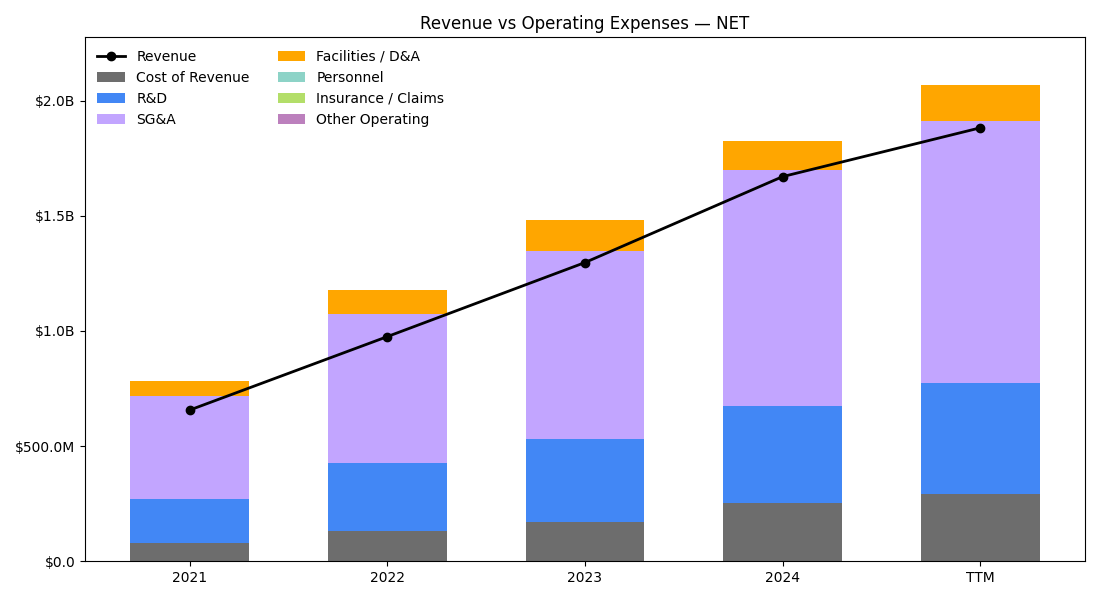 Revenue vs Operating Expenses — NET
Revenue
Cost of Revenue
R&D
SG&A
Facilities / D&A
Personnel
Insurance / Claims
Other Operating
$2.0B
$1.5B
$1.0B
$500.0M
$0.0
2021 2022 2023 2024 TTM